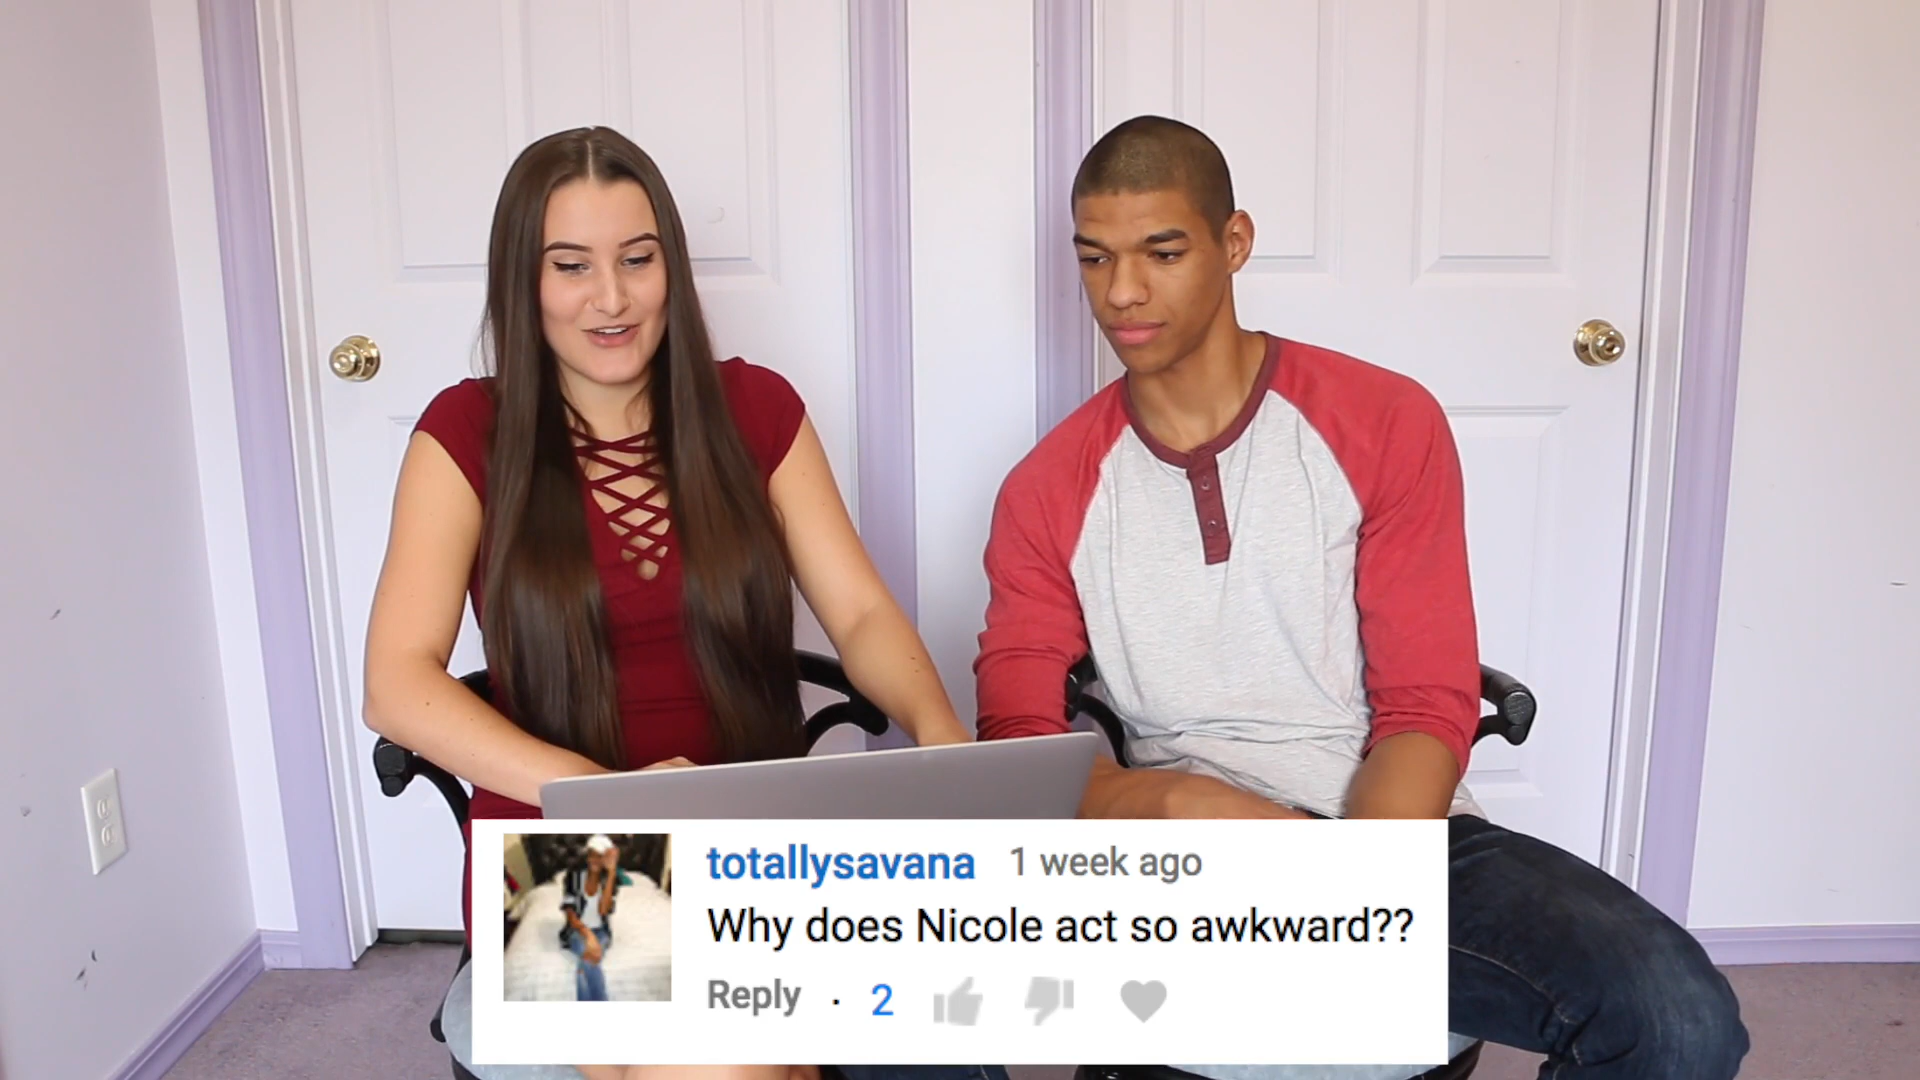 totallysavana 1 week ago
Why does Nicole act so awkward??
Reply · 2